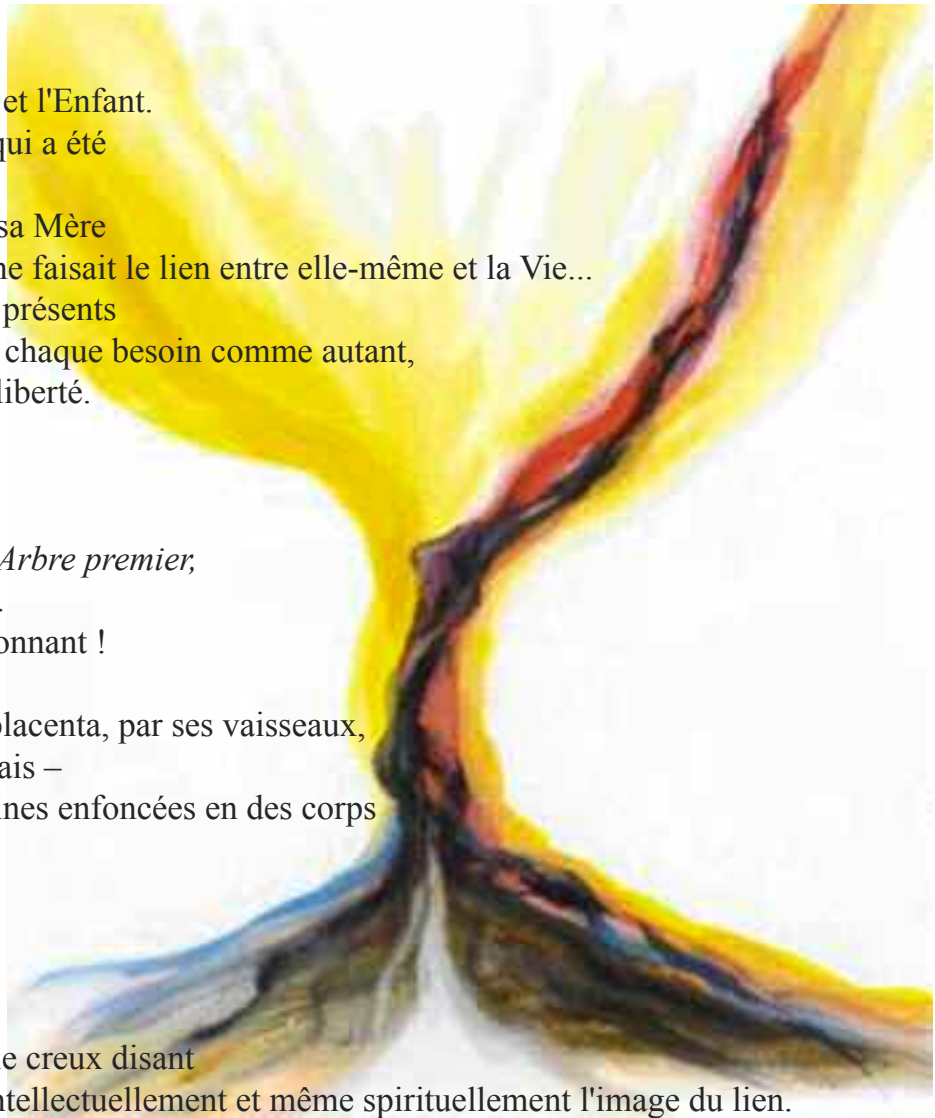 et l'Enfant.
qui a été
sa Mère
ne faisait le lien entre elle-même et la Vie...
présents
chaque besoin comme autant,
liberté.
Arbre premier,
.
onnant !
placenta, par ses vaisseaux,
ais –
ines enfoncées en des corps
e creux disant
ntellectuellement et même spirituellement l'image du lien.